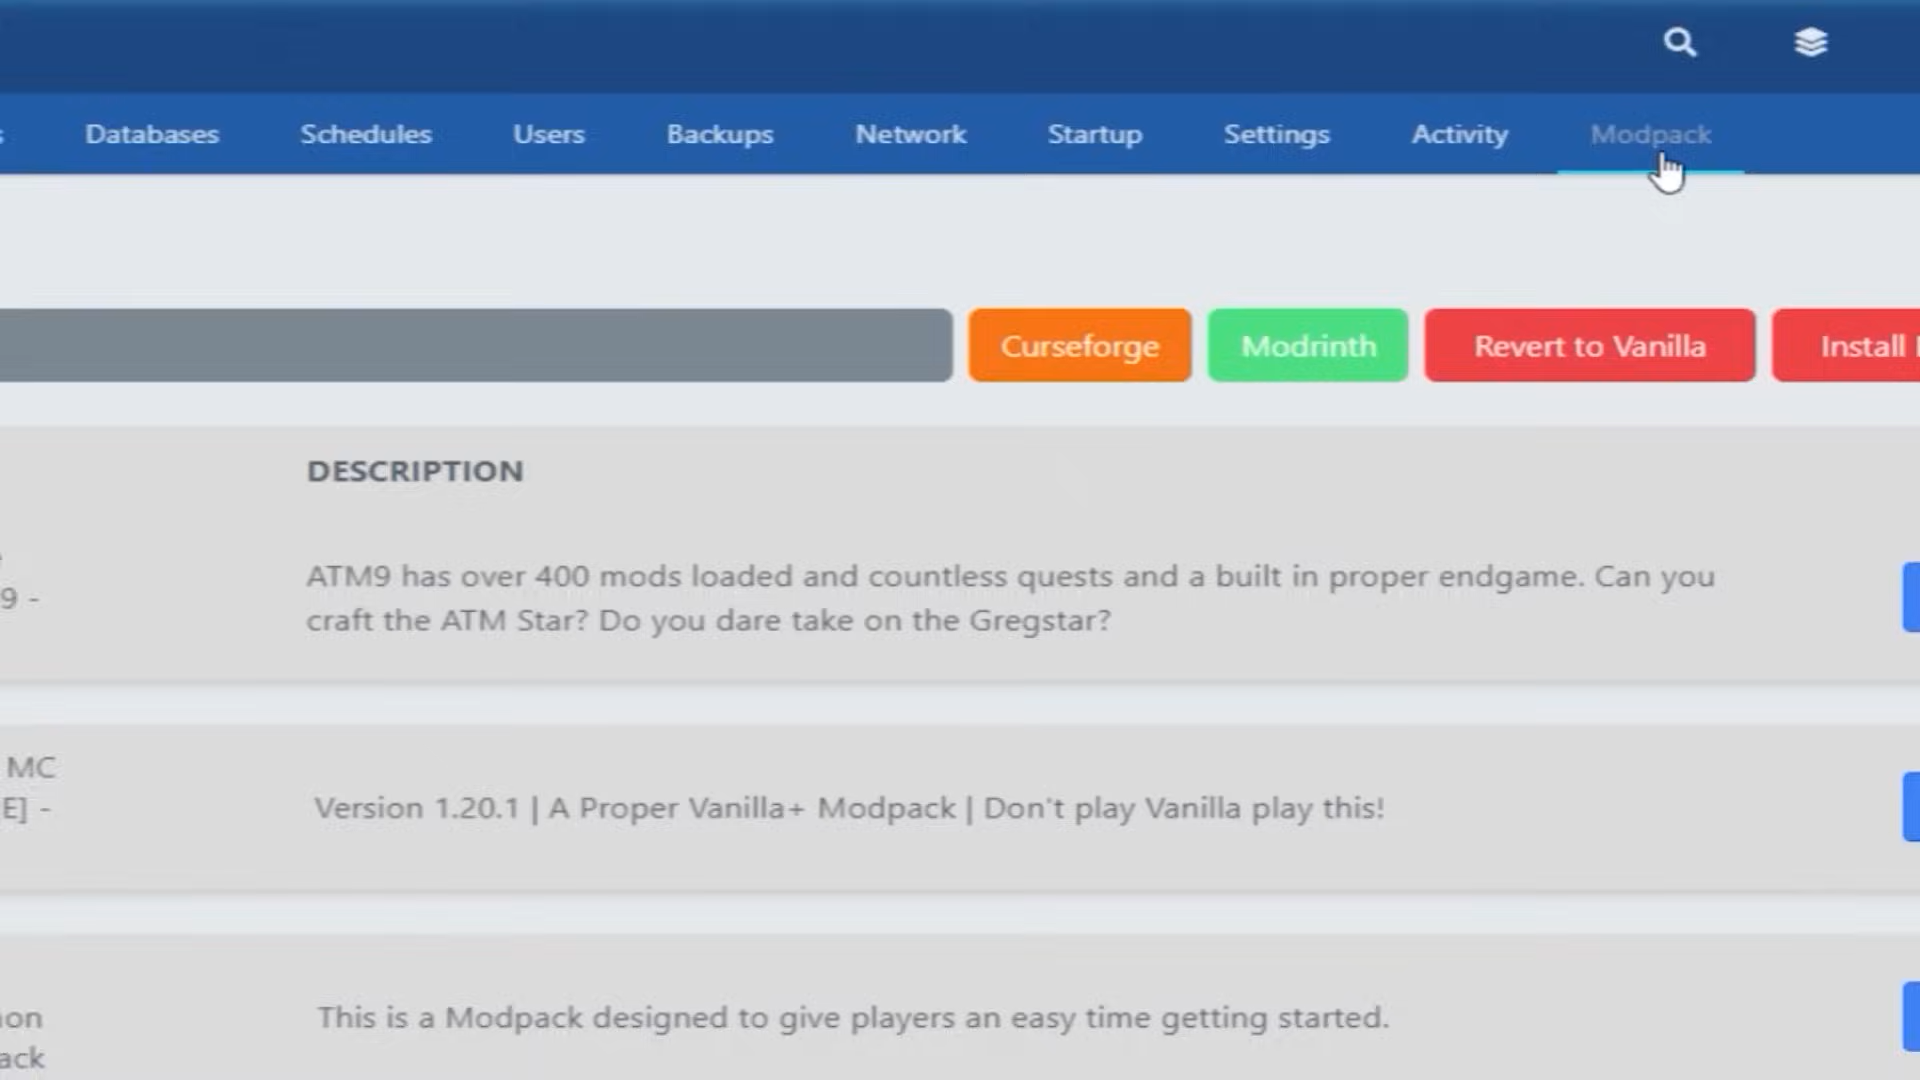 Databases Schedules Users Backups Network Startup Settings Activity Modpack
Curseforge Modrinth Revert to Vanilla Install
DESCRIPTION
9 -
ATM9 has over 400 mods loaded and countless quests and a built in proper endgame. Can you
craft the ATM Star? Do you dare take on the Gregstar?
MC
E] -
Version 1.20.1 | A Proper Vanilla+ Modpack | Don't play Vanilla play this!
on
ack
This is a Modpack designed to give players an easy time getting started.